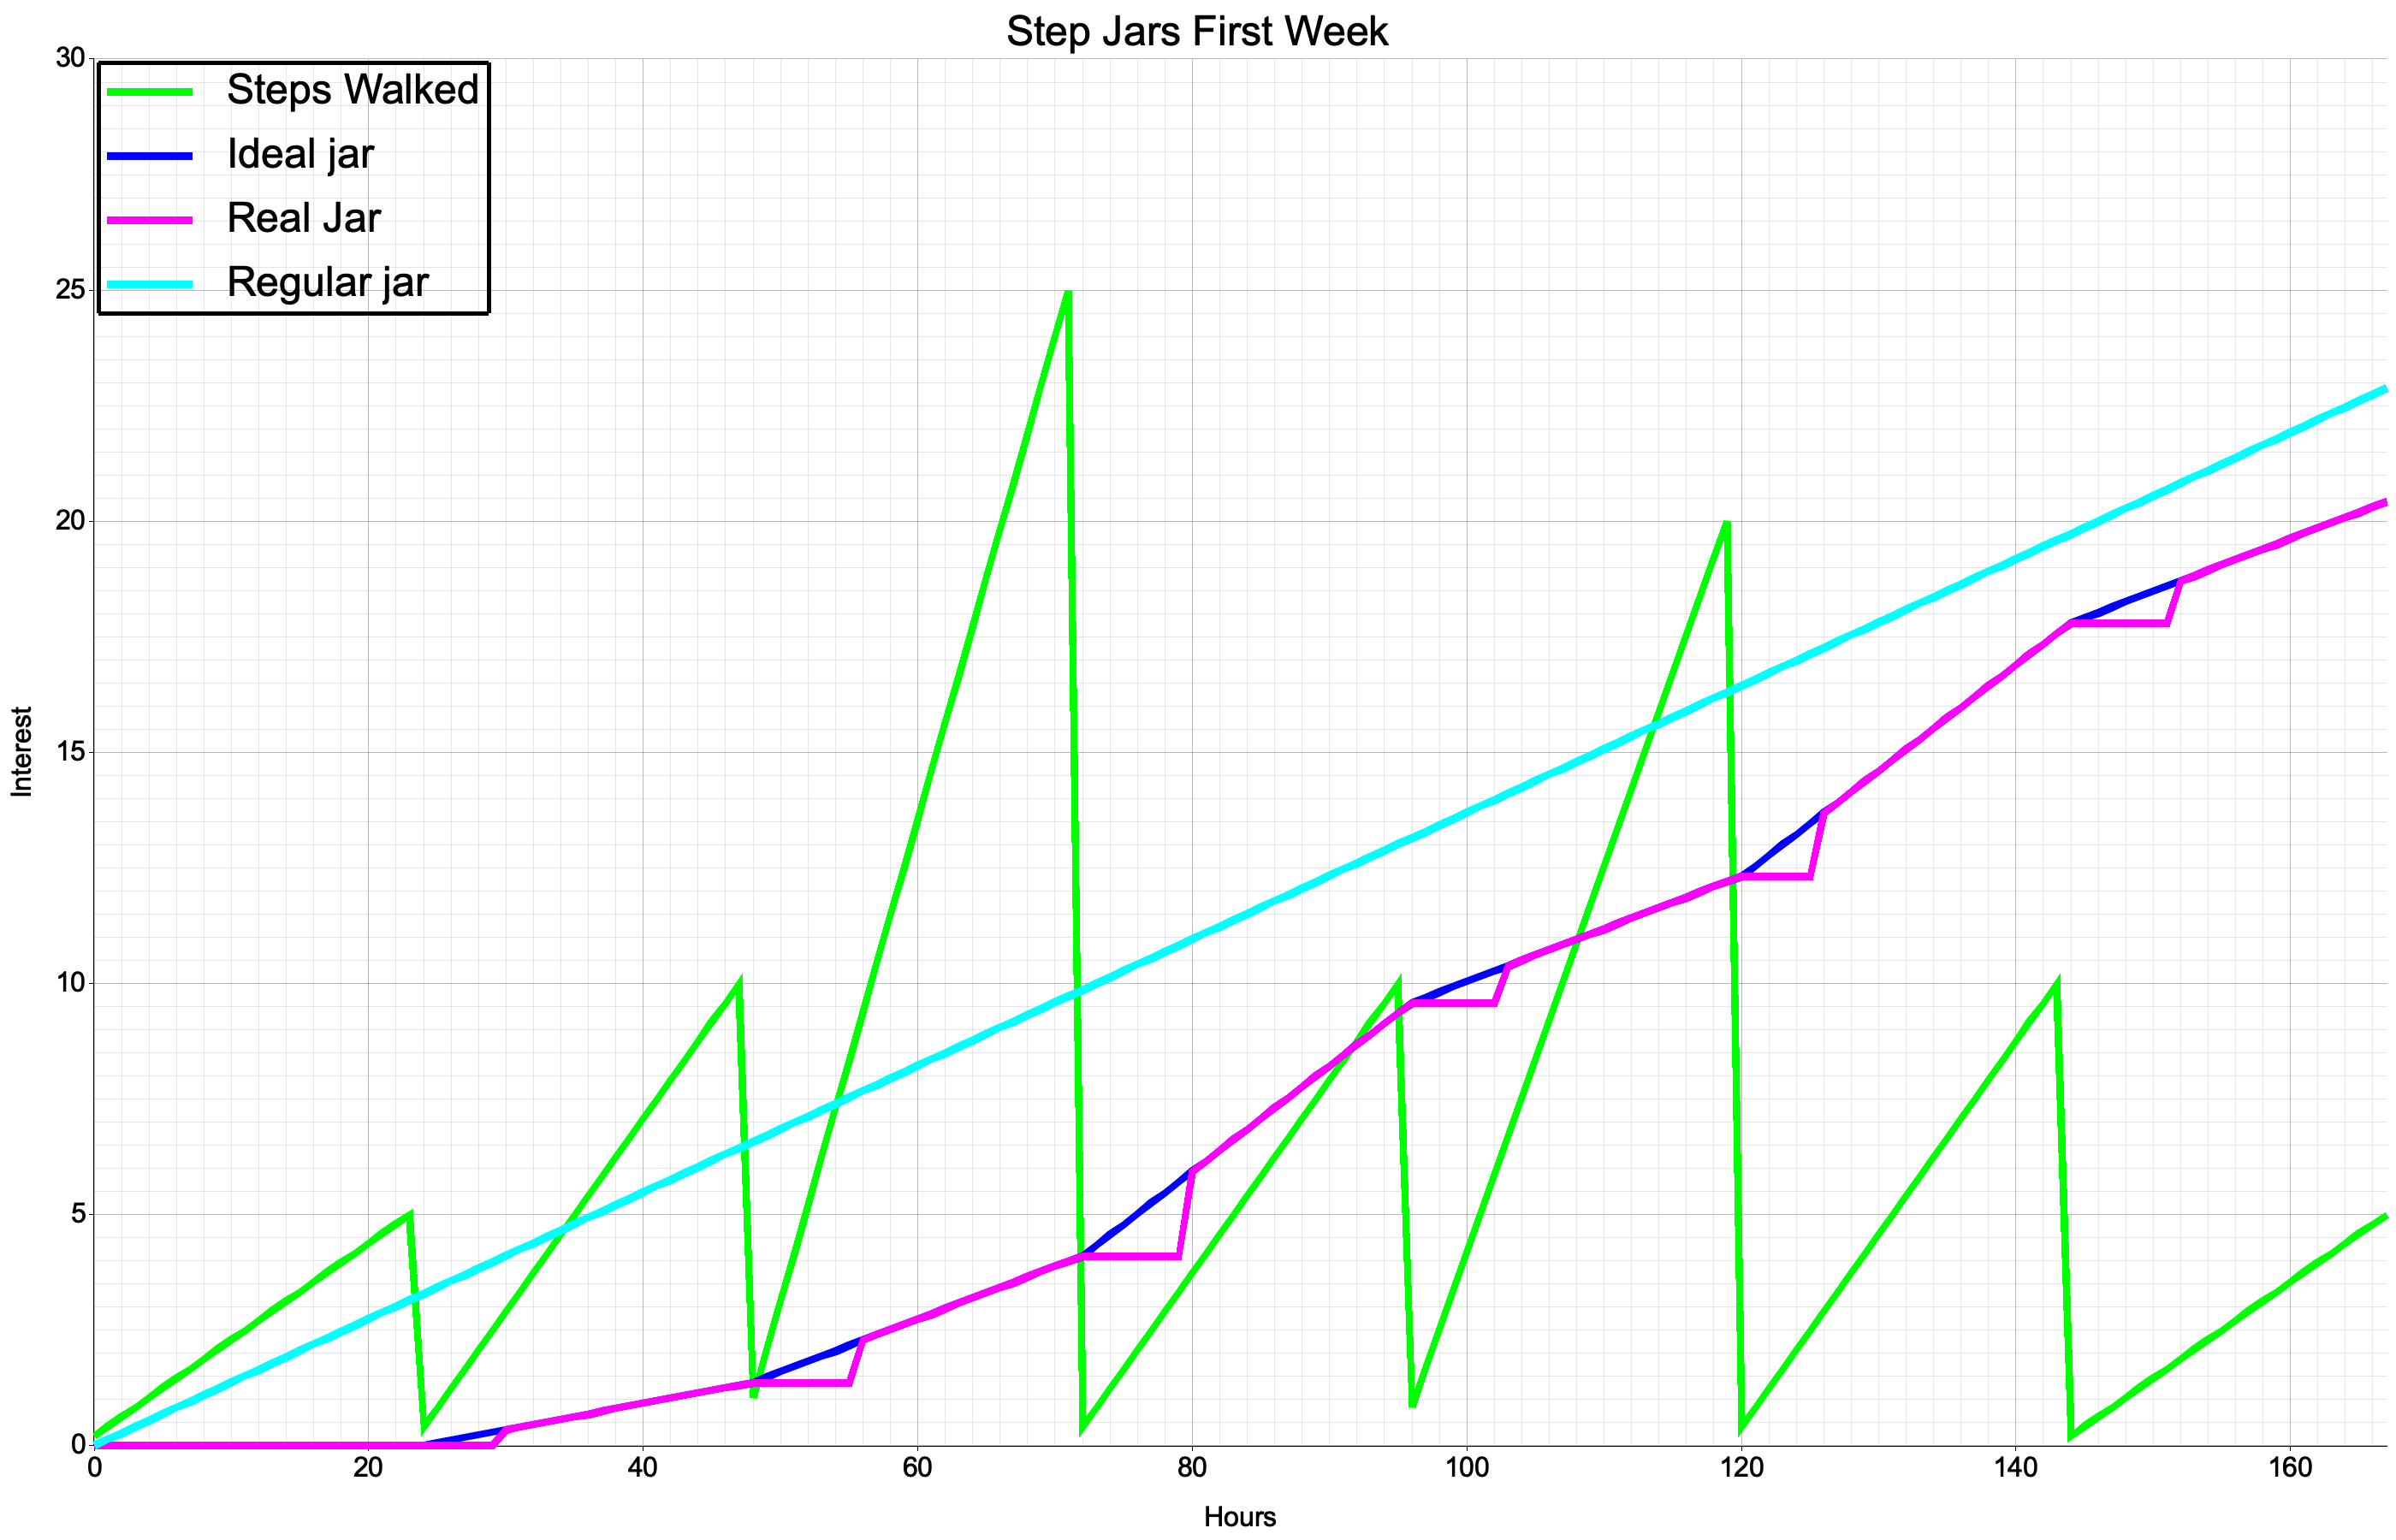 Step Jars First Week
30
Steps Walked
Ideal jar
Real Jar
Regular jar
25
20
15
10
5
0
Interest
0 20 40 60 80 100 120 140 160
Hours